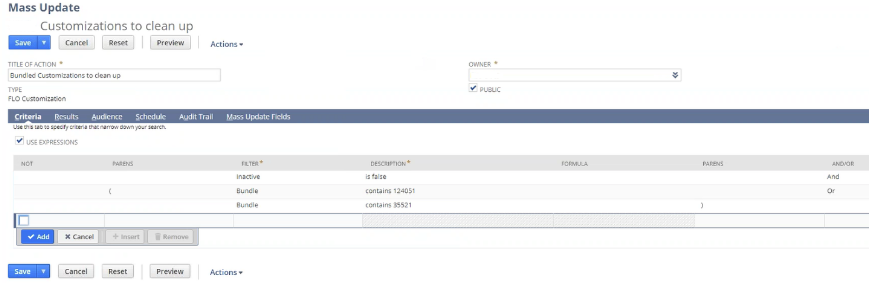 Mass Update
Customizations to clean up
Save Cancel Reset Preview Actions
TITLE OF ACTION * OWNER *
Bundled Customizations to clean up
TYPE PUBLIC
FLO Customization
Criteria Results Audience Schedule Audit Trail Mass Update Fields
Use this tab to specify criteria that narrow down your search.
USE EXPRESSIONS
NOT PARENS FILTER * DESCRIPTION * FORMULA PARENS AND/OR
Inactive is false And
( Bundle contains 124051 Or
Bundle contains 35521 )
Add Cancel Insert Remove
Save Cancel Reset Preview Actions